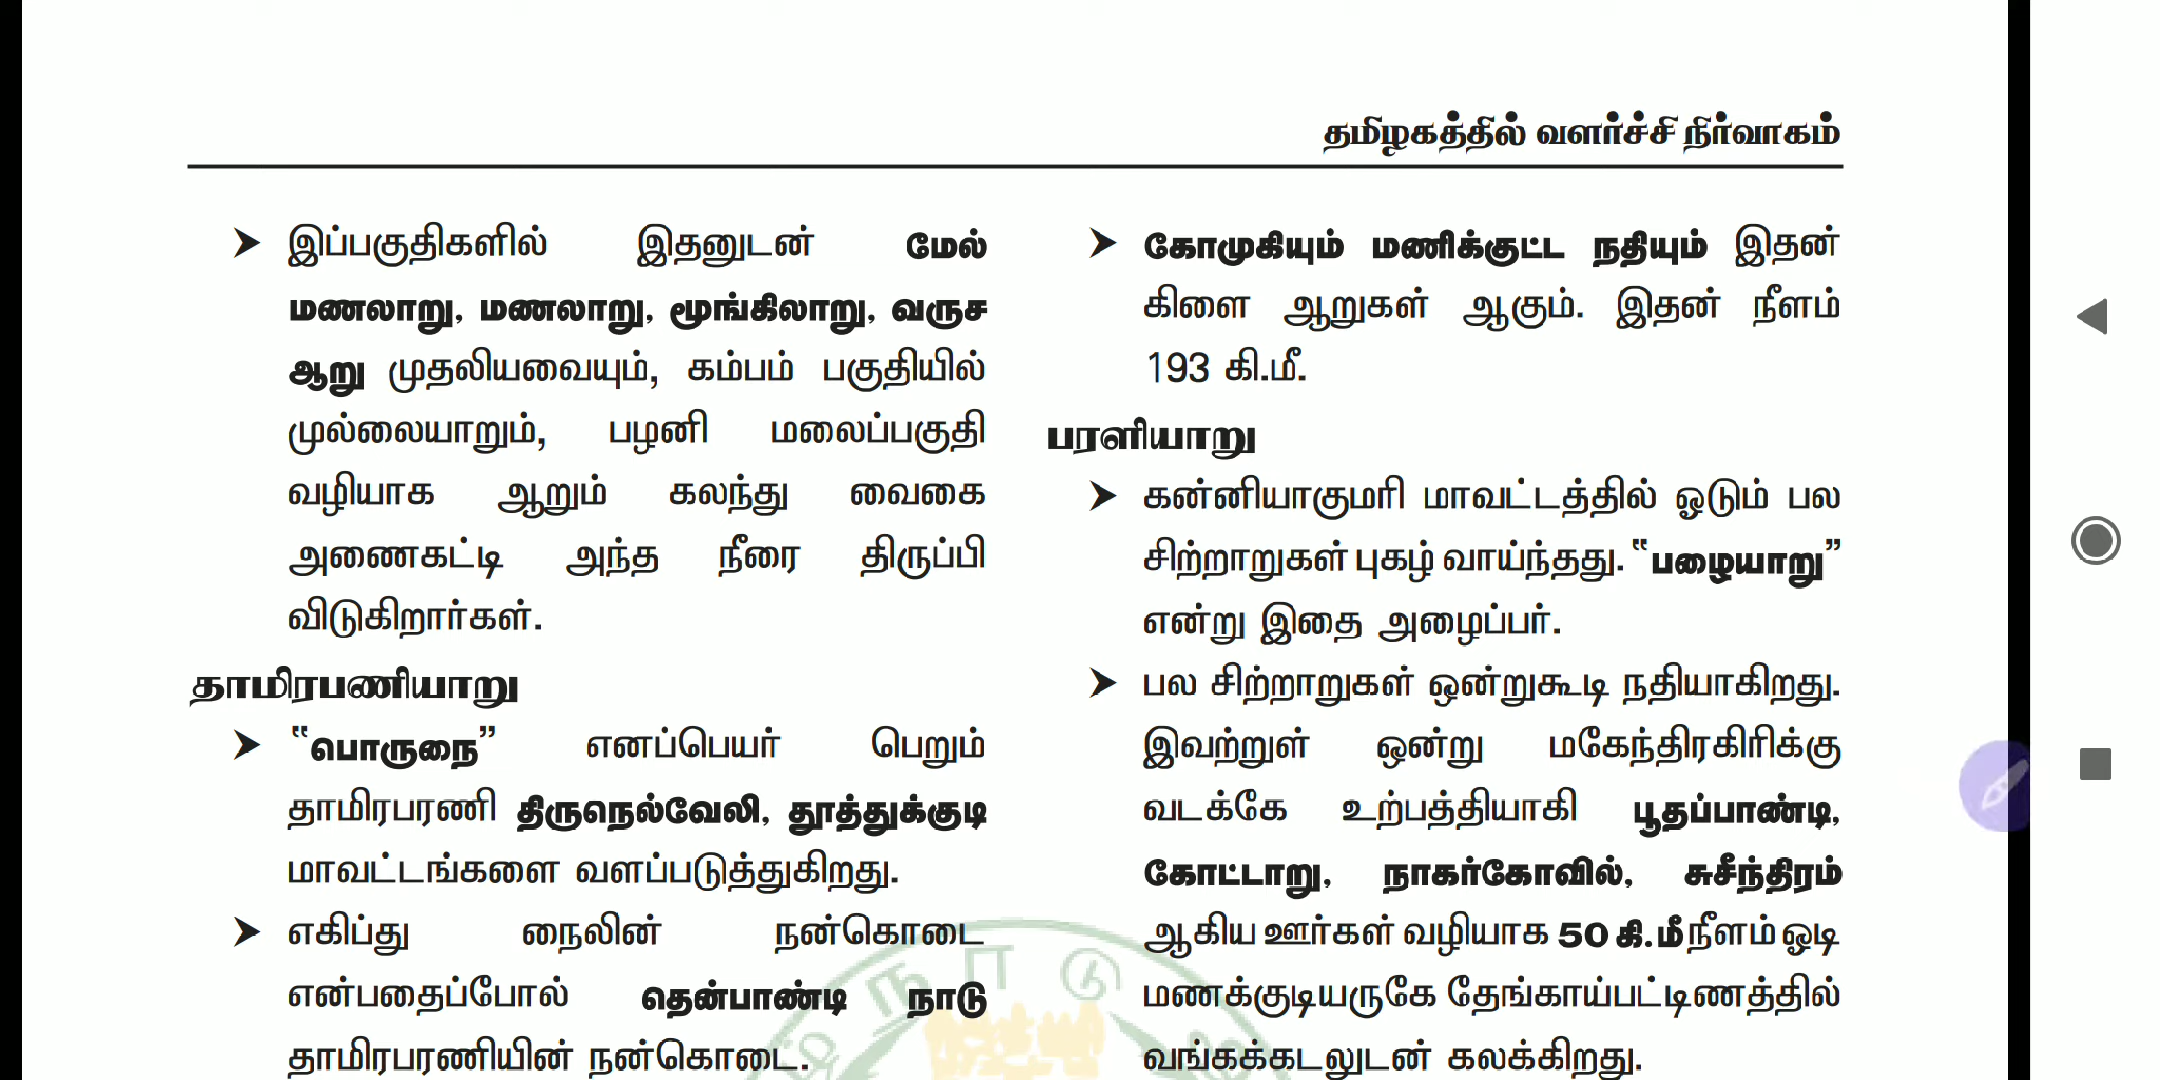 தமிழகத்தில் வளர்ச்சி நிர்வாகம்
➤ இப்பகுதிகளில் இதனுடன் மேல்
மணலாறு, மணலாறு, மூங்கிலாறு, வருச
ஆறு முதலியவையும், கம்பம் பகுதியில்
முல்லையாறும், பழனி மலைப்பகுதி
வழியாக ஆறும் கலந்து வைகை
அணைகட்டி அந்த நீரை திருப்பி
விடுகிறார்கள்.
தாமிரபணியாறு
➤ “பொருநை” எனப்பெயர் பெறும்
தாமிரபரணி திருநெல்வேலி, தூத்துக்குடி
மாவட்டங்களை வளப்படுத்துகிறது.
➤ எகிப்து நைலின் நன்கொடை
என்பதைப்போல் தென்பாண்டி நாடு
தாமிரபரணியின் நன்கொடை.
➤ கோமுகியும் மணிக்குட்ட நதியும் இதன்
கிளை ஆறுகள் ஆகும். இதன் நீளம்
193 கி.மீ.
பரளியாறு
➤ கன்னியாகுமரி மாவட்டத்தில் ஓடும் பல
சிற்றாறுகள் புகழ் வாய்ந்தது. “பழையாறு”
என்று இதை அழைப்பர்.
➤ பல சிற்றாறுகள் ஒன்றுகூடி நதியாகிறது.
இவற்றுள் ஒன்று மகேந்திரகிரிக்கு
வடக்கே உற்பத்தியாகி பூதப்பாண்டி,
கோட்டாறு, நாகர்கோவில், சுசீந்திரம்
ஆகிய ஊர்கள் வழியாக 50 கி.மீ நீளம் ஓடி
மணக்குடியருகே தேங்காய்பட்டிணத்தில்
வங்கக்கடலுடன் கலக்கிறது.